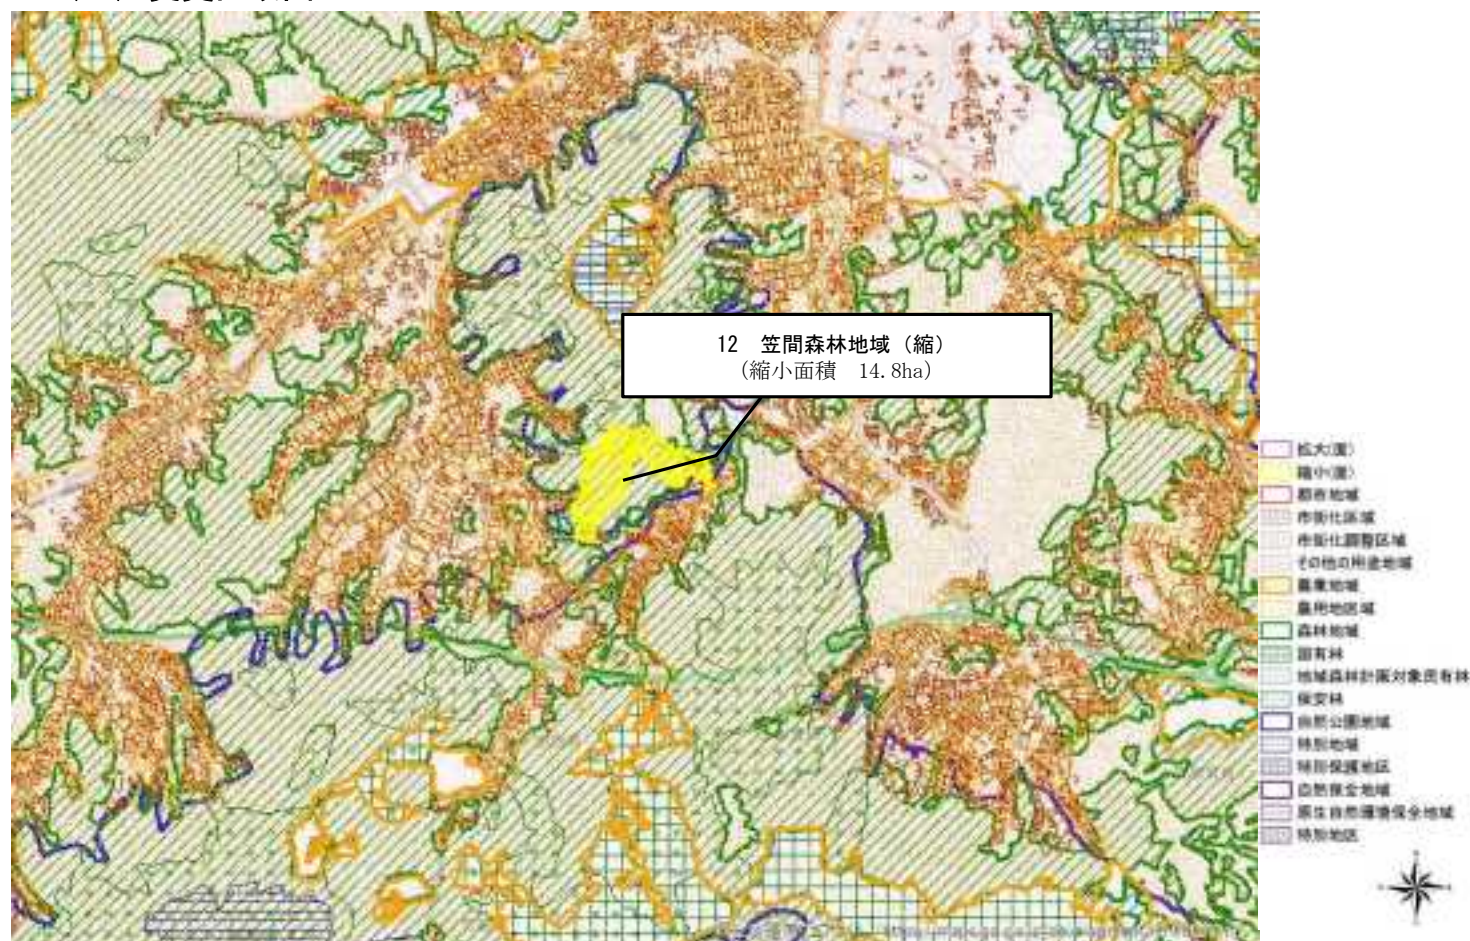 12 笠間森林地域（縮）
（縮小面積 14.8ha）
拡大(面)
縮小(面)
都市地域
市街化区域
市街化調整区域
その他の用途地域
農業地域
農用地区域
森林地域
国有林
地域森林計画対象民有林
保安林
自然公園地域
特別地域
特別保護地区
自然保全地域
原生自然環境保全地域
特別地区